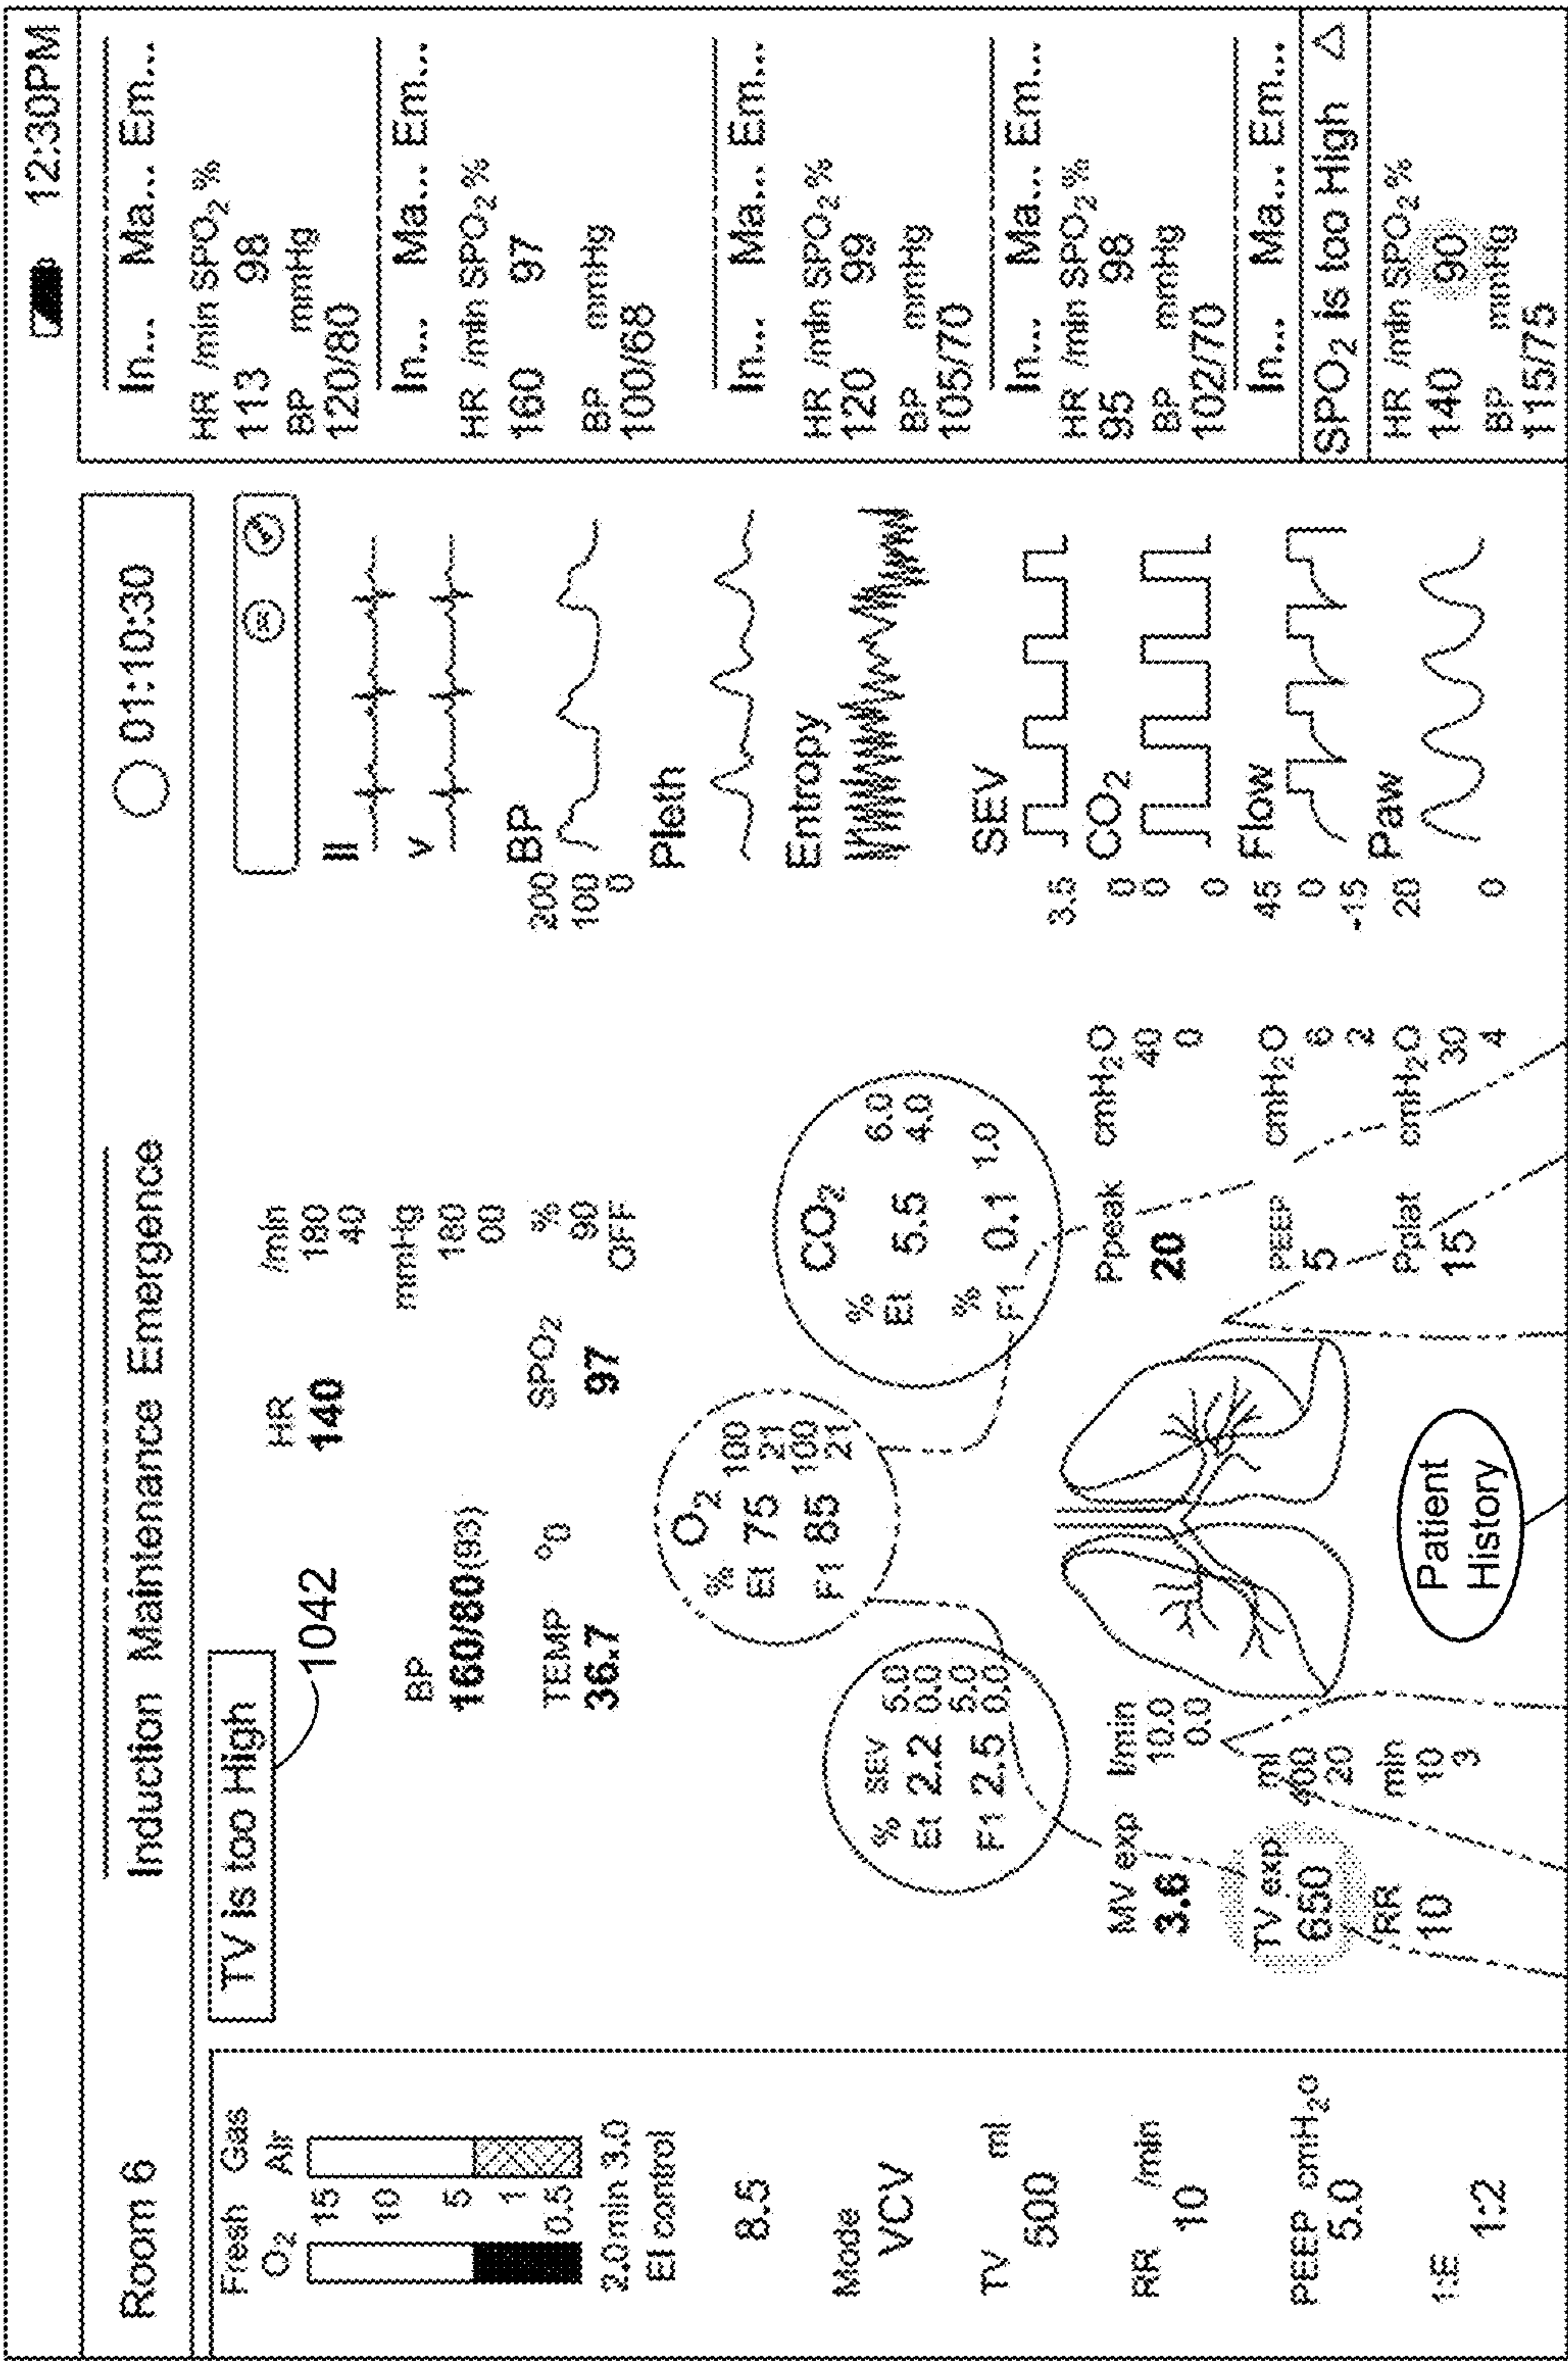 12:30PM
Room 6
Induction Maintenance Emergence
01:10:30
Fresh Gas
O₂ Air
15
10
5
1
0.5
2.0 min 3.0
EI control
8.5
Mode
VCV
TV ml
500
RR /min
10
PEEP cmH₂O
5.0
1:E
1:2
TV is too High
1042
HR /min
140 180
40
BP mmHg
160/80(93) 180
00
TEMP °0
36.7
SPO₂ %
97 90
OFF
O₂
%
EI 75 100
21
F1 85 100
21
% SEV
Et 2.2 5.0
0.0
F1 2.5 5.0
0.0
CO₂
%
Et 5.5 6.0
4.0
%
F1 0.1 1.0
MV exp l/min
3.6 10.0
0.0
TV exp ml
650 400
20
RR min
10 10
3
Ppeak cmH₂O
20 40
0
PEEP cmH₂O
5 6
2
Pplat cmH₂O
15 30
4
Patient
History
III
V
BP
200
100
0
Pleth
Entropy
SEV
3.5
0
CO₂
0
0
Flow
45
0
-15
Paw
20
0
In... Ma... Em...
HR /min SPO₂ %
113 98
BP mmHg
120/80
In... Ma... Em...
HR /min SPO₂ %
160 97
BP mmHg
100/68
In... Ma... Em...
HR /min SPO₂ %
120 99
BP mmHg
105/70
In... Ma... Em...
HR /min SPO₂ %
95 98
BP mmHg
102/70
In... Ma... Em...
SPO₂ is too High
HR /min SPO₂ %
140 90
BP mmHg
115/75